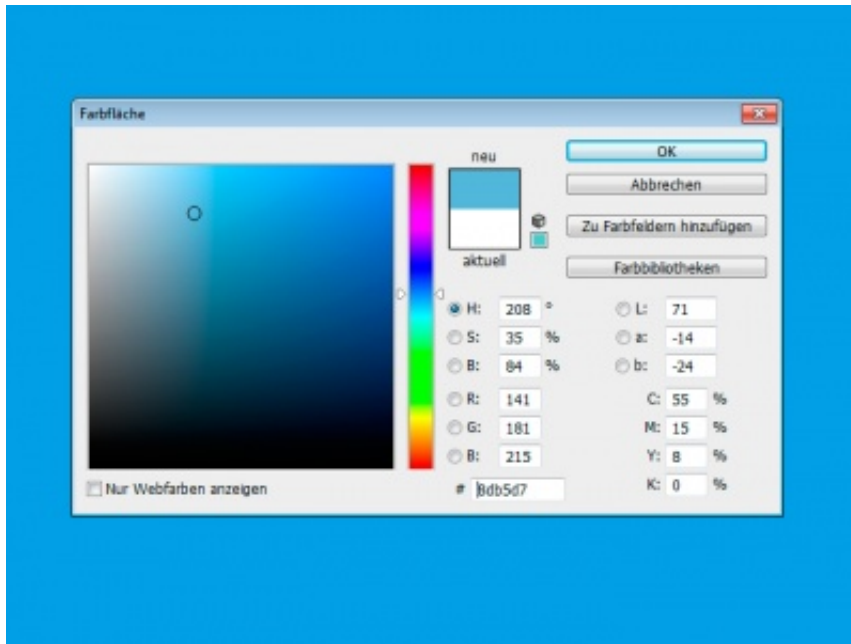 Farbfläche
neu
aktuell
OK
Abbrechen
Zu Farbfeldern hinzufügen
Farbbibliotheken
H: 208 °
S: 35 %
B: 84 %
R: 141
G: 181
B: 215
# 8db5d7
L: 71
a: -14
b: -24
C: 55 %
M: 15 %
Y: 8 %
K: 0 %
Nur Webfarben anzeigen